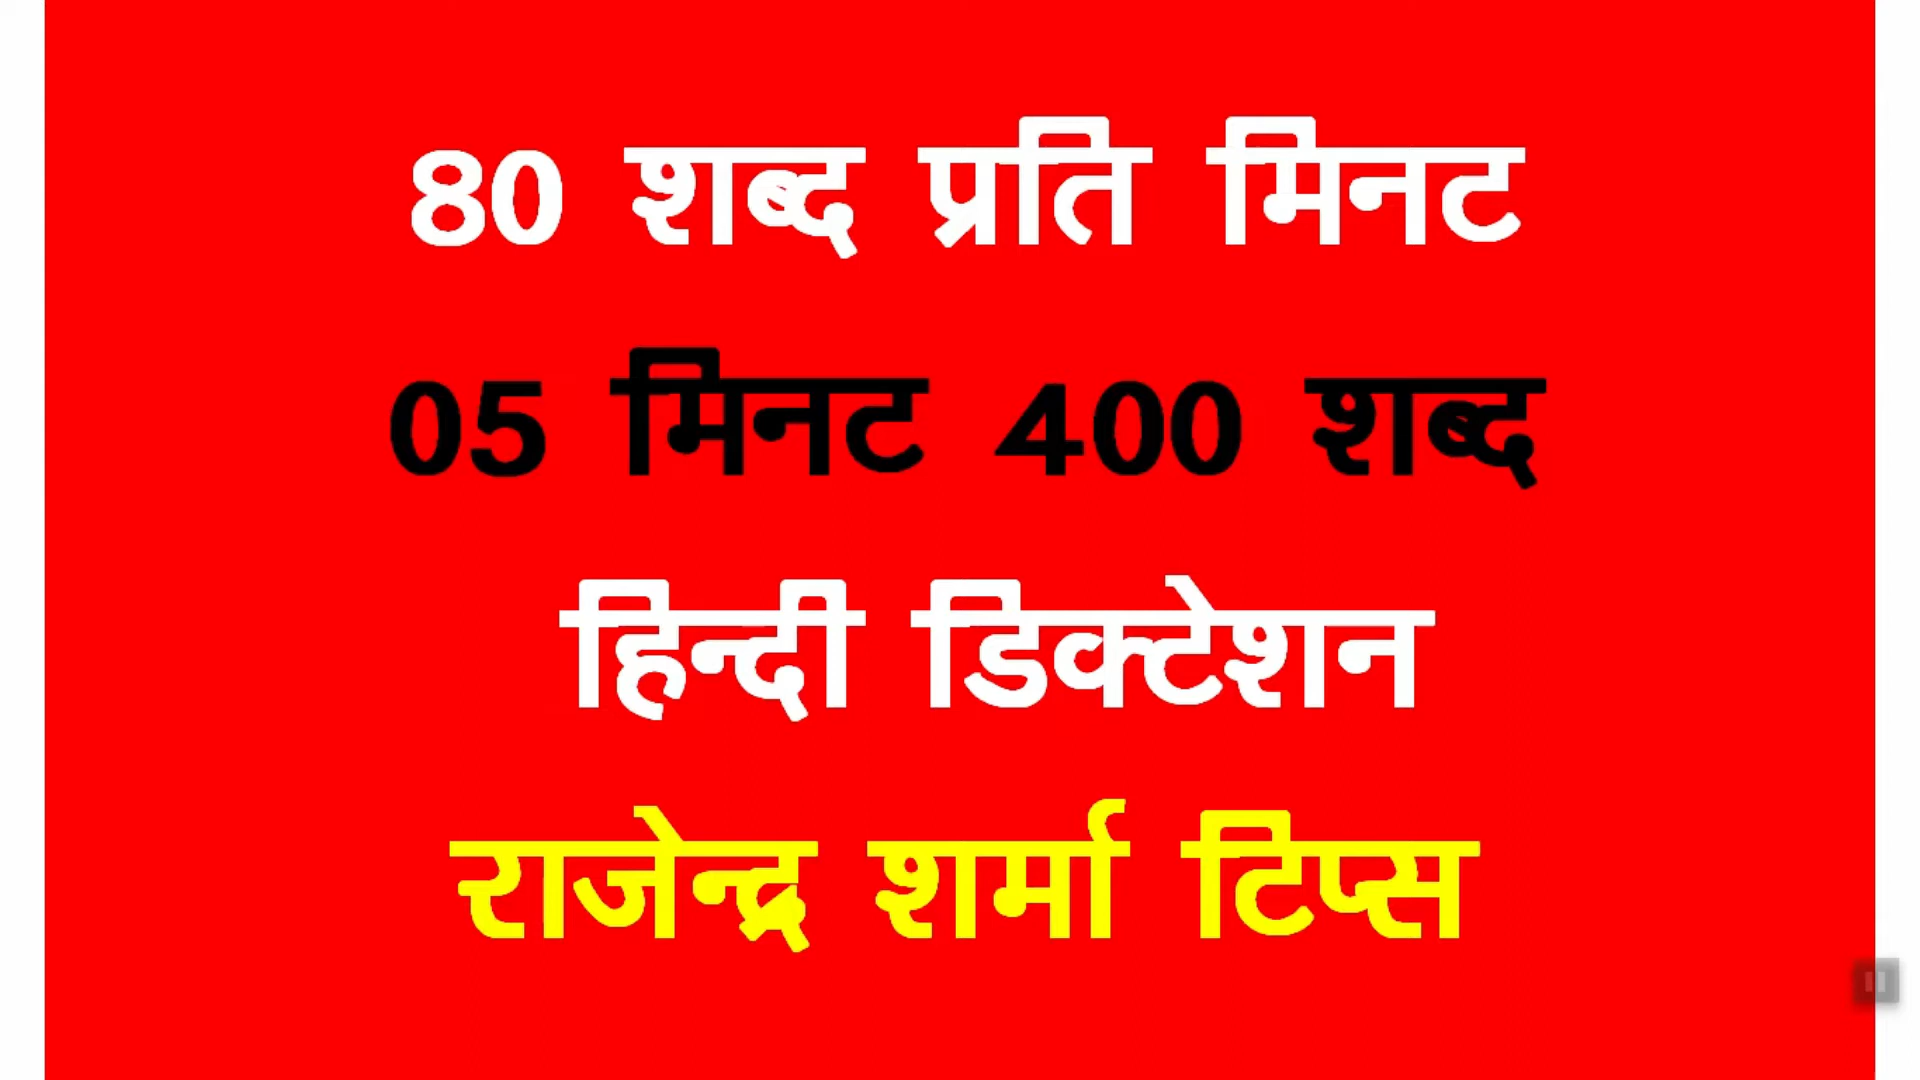 80 शब्द प्रति मिनट
05 मिनट 400 शब्द
हिन्दी डिक्टेशन
राजेन्द्र शर्मा टिप्स